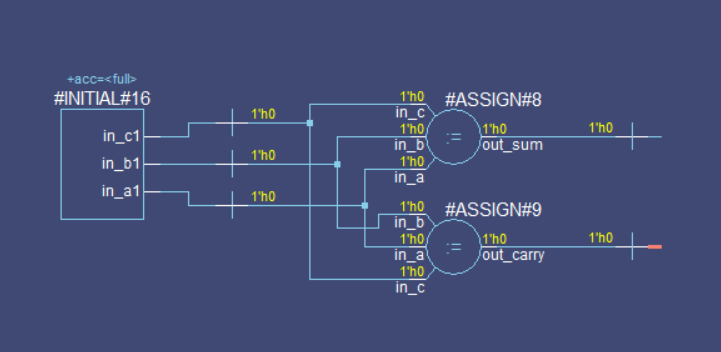 +acc=<full>
#INITIAL#16
in_c1
in_b1
in_a1
1'h0
1'h0
1'h0
1'h0
in_c
1'h0
in_b
1'h0
in_a
#ASSIGN#8
:=
1'h0
out_sum
1'h0
1'h0
in_b
1'h0
in_a
1'h0
in_c
#ASSIGN#9
:=
1'h0
out_carry
1'h0